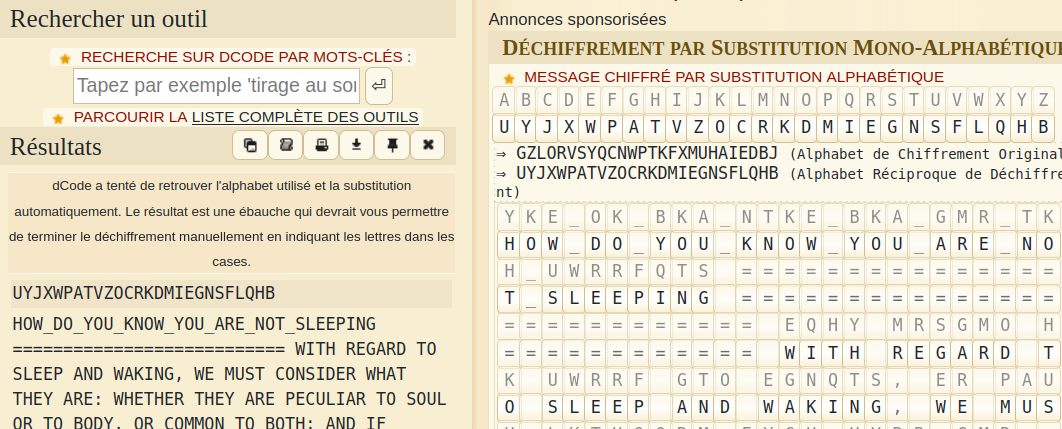 Rechercher un outil
★ RECHERCHE SUR DCODE PAR MOTS-CLÉS :
Tapez par exemple 'tirage au sor
★ PARCOURIR LA LISTE COMPLÈTE DES OUTILS
Résultats
dCode a tenté de retrouver l'alphabet utilisé et la substitution
automatiquement. Le résultat est une ébauche qui devrait vous permettre
de terminer le déchiffrement manuellement en indiquant les lettres dans les
cases.
UYJXWPATVZOCRKDMIEGNSFLQHB
HOW_DO_YOU_KNOW_YOU_ARE_NOT_SLEEPING
=========================== WITH REGARD TO
SLEEP AND WAKING, WE MUST CONSIDER WHAT
THEY ARE: WHETHER THEY ARE PECULIAR TO SOUL
OR TO BODY, OR COMMON TO BOTH; AND IF
Annonces sponsorisées
DÉCHIFFREMENT PAR SUBSTITUTION MONO-ALPHABÉTIQU
★ MESSAGE CHIFFRÉ PAR SUBSTITUTION ALPHABÉTIQUE
A B C D E F G H I J K L M N O P Q R S T U V W X Y Z
U Y J X W P A T V Z O C R K D M I E G N S F L Q H B
⇒ GZLORVSYQCNWPTKFXMUHAIEDBJ (Alphabet de Chiffrement Original
⇒ UYJXWPATVZOCRKDMIEGNSFLQHB (Alphabet Réciproque de Déchiffre
nt)
Y K E _ O K _ B K A _ N T K E _ B K A _ G M R _ T K
H O W _ D O _ Y O U _ K N O W _ Y O U _ A R E _ N O
H _ U W R R F Q T S = = = = = = = = = = = = = = =
T _ S L E E P I N G = = = = = = = = = = = = = = =
= = = = = = = = = = = = E Q H Y M R S G M O H
= = = = = = = = = = = = W I T H R E G A R D T
K U W R R F G T O E G N Q T S , E R P A U
O S L E E P A N D W A K I N G , W E M U S